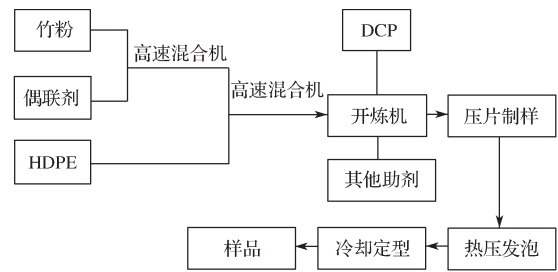 竹粉
DCP
高速混合机
偶联剂
高速混合机
开炼机
压片制样
HDPE
其他助剂
样品
冷却定型
热压发泡